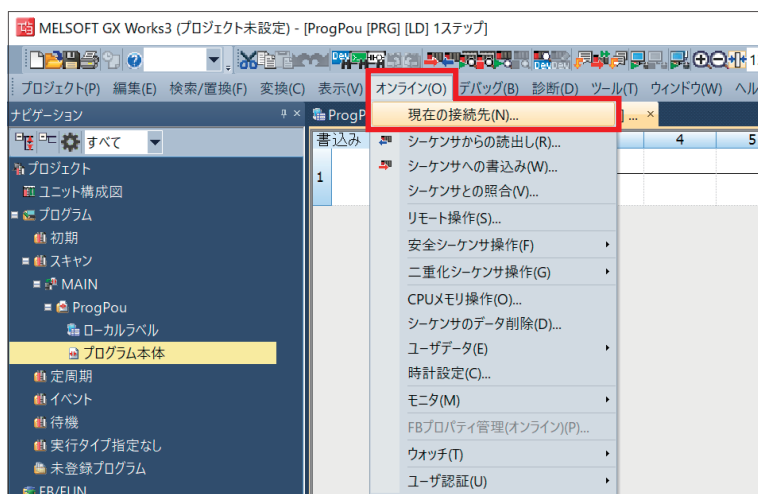 MELSOFT GX Works3 (プロジェクト未設定) - [ProgPou [PRG] [LD] 1ステップ]
プロジェクト(P) 編集(E) 検索/置換(F) 変換(C) 表示(V) オンライン(O) デバッグ(B) 診断(D) ツール(T) ウィンドウ(W) ヘル
ナビゲーション
すべて
プロジェクト
ユニット構成図
プログラム
初期
スキャン
MAIN
ProgPou
ローカルラベル
プログラム本体
定周期
イベント
待機
実行タイプ指定なし
未登録プログラム
FB/FUN
ProgP
] ... ×
書込み 4 5
1
現在の接続先(N)...
シーケンサからの読出し(R)...
シーケンサへの書込み(W)...
シーケンサとの照合(V)...
リモート操作(S)...
安全シーケンサ操作(F)
二重化シーケンサ操作(G)
CPUメモリ操作(O)...
シーケンサのデータ削除(D)...
ユーザデータ(E)
時計設定(C)...
モニタ(M)
FBプロパティ管理(オンライン)(P)...
ウォッチ(T)
ユーザ認証(U)